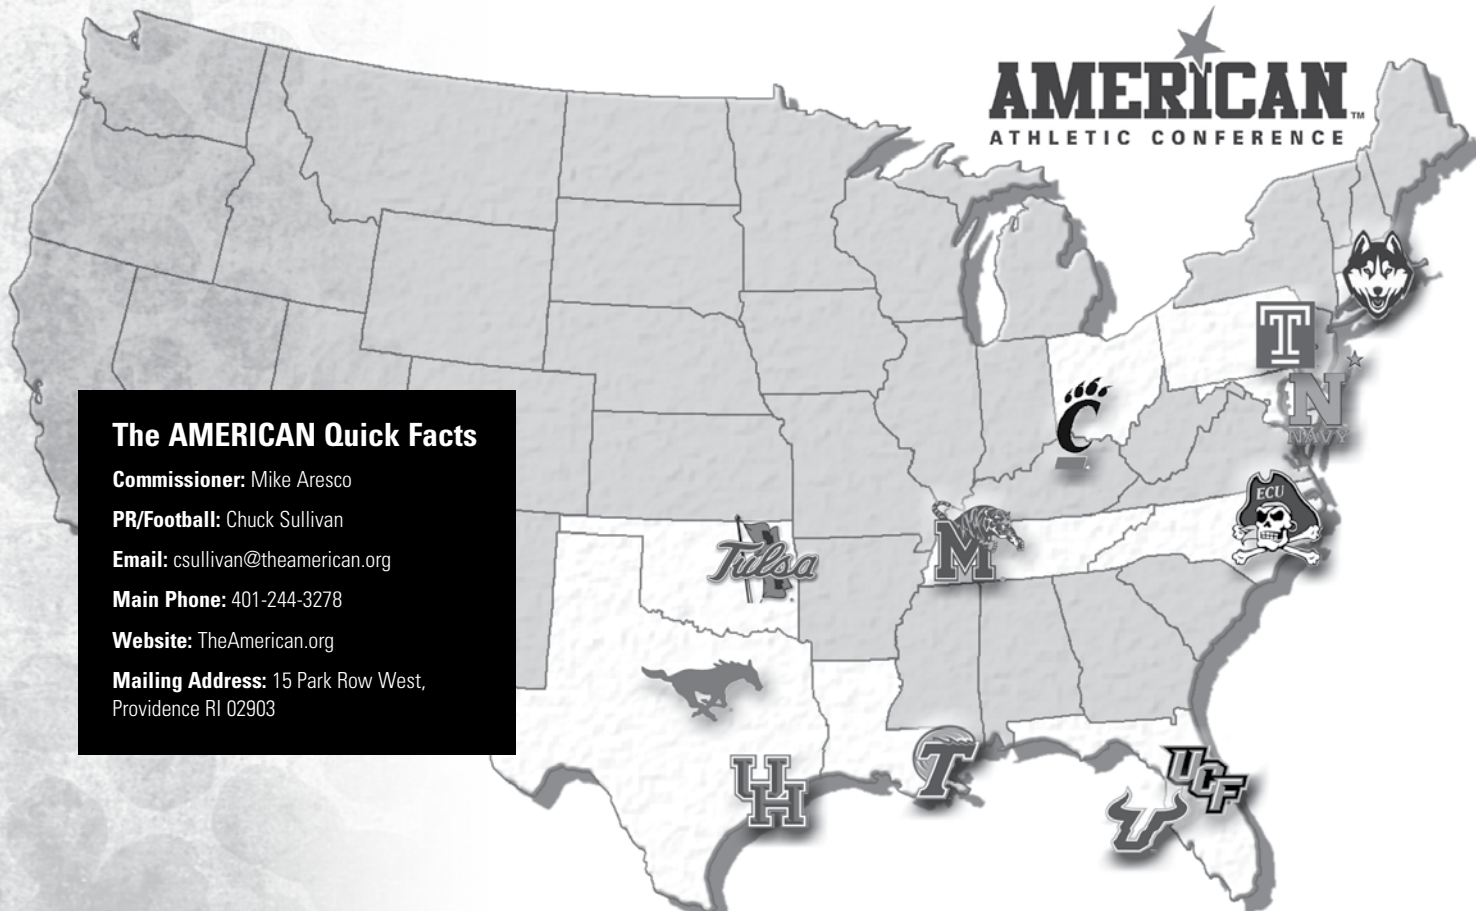 AMERICAN™
ATHLETIC CONFERENCE
T
N
NAVY
C
ECU
The AMERICAN Quick Facts
Commissioner: Mike Aresco
PR/Football: Chuck Sullivan
Email: csullivan@theamerican.org
Main Phone: 401-244-3278
Website: TheAmerican.org
Mailing Address: 15 Park Row West,
Providence RI 02903
Tulsa
M
T
UH
UCF
U